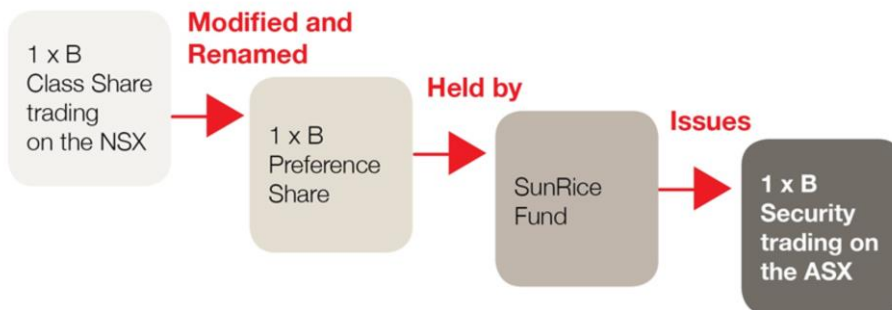 1 x B
Class Share
trading
on the NSX
Modified and
Renamed
1 x B
Preference
Share
Held by
SunRice
Fund
Issues
1 x B
Security
trading on
the ASX